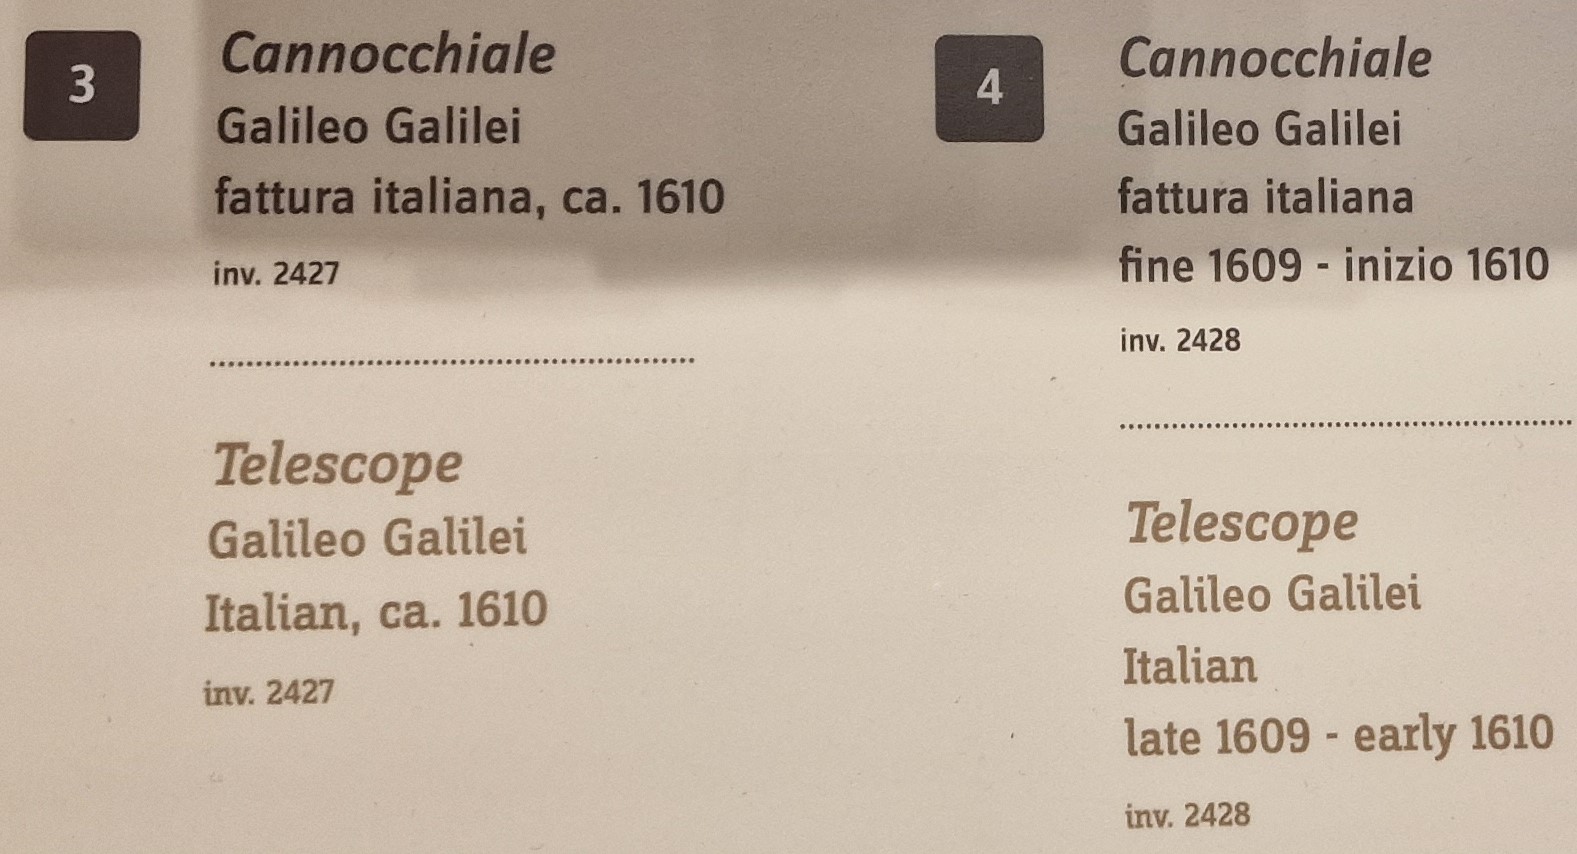 3
Cannocchiale
Galileo Galilei
fattura italiana, ca. 1610
inv. 2427
Telescope
Galileo Galilei
Italian, ca. 1610
inv. 2427
4
Cannocchiale
Galileo Galilei
fattura italiana
fine 1609 - inizio 1610
inv. 2428
Telescope
Galileo Galilei
Italian
late 1609 - early 1610
inv. 2428